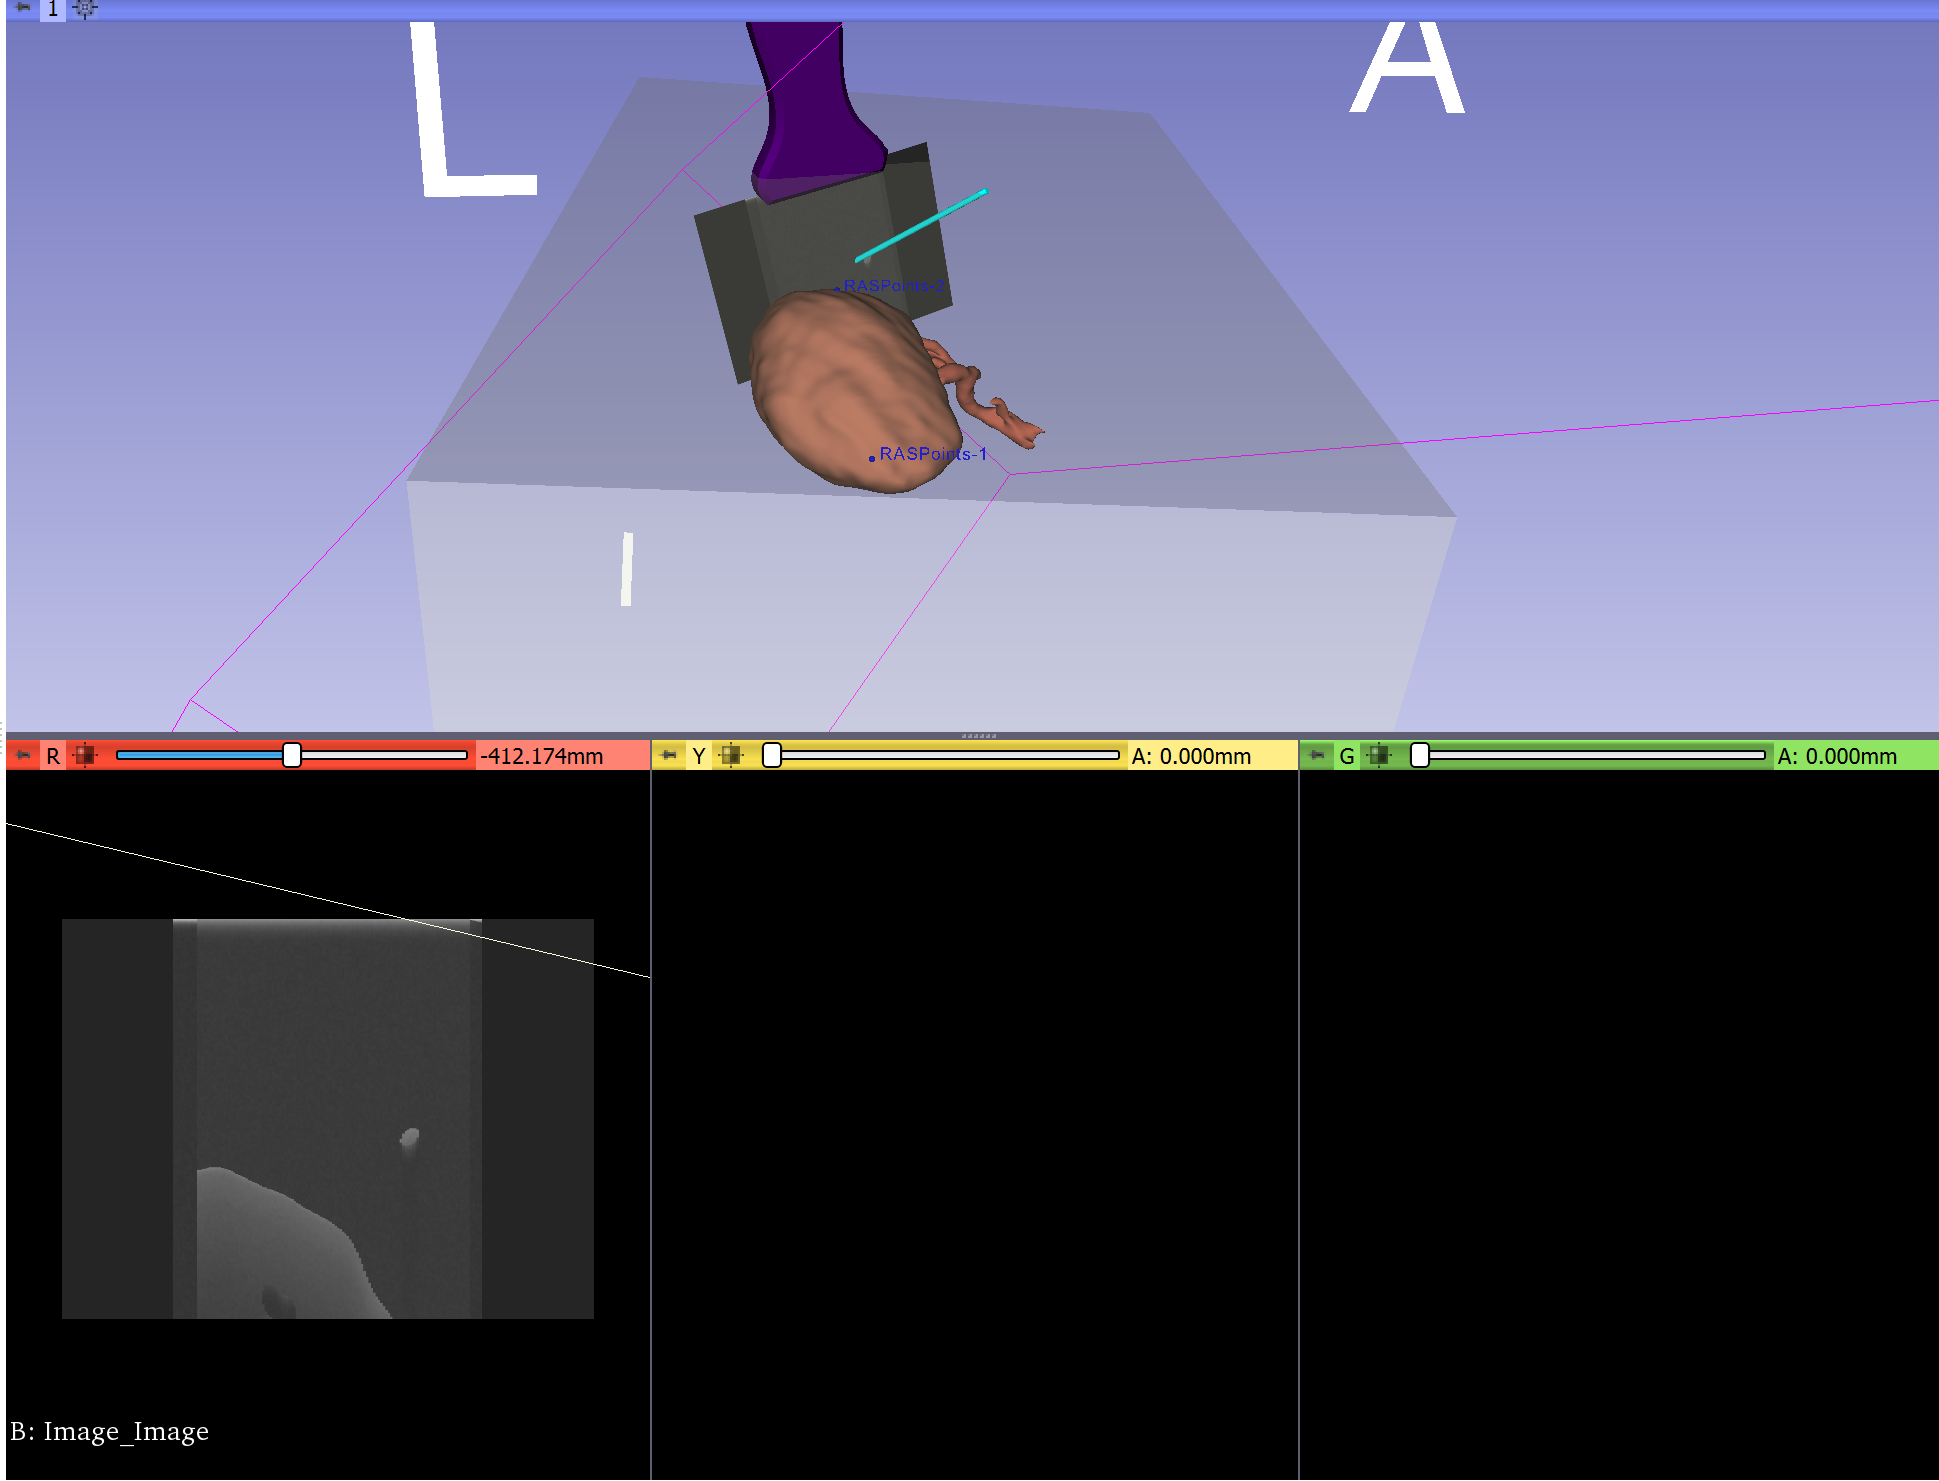 1
L
A
RASPoints-2
RASPoints-1
I
R -412.174mm
Y A: 0.000mm
G A: 0.000mm
B: Image_Image